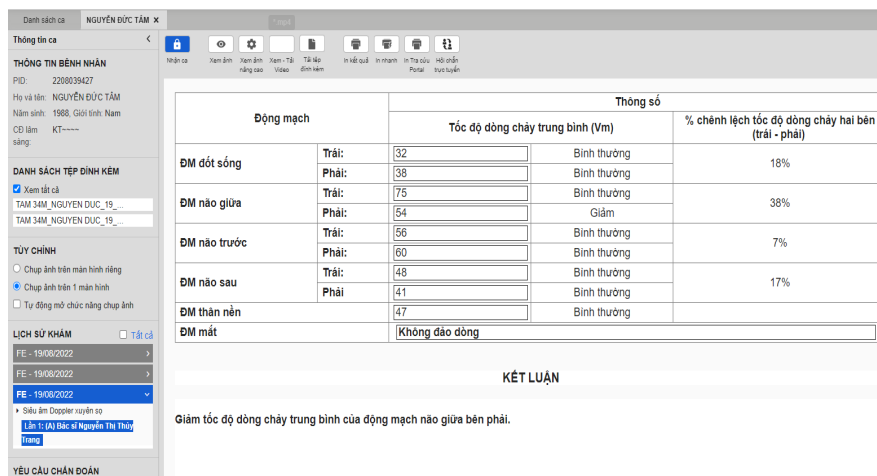 Danh sách ca
NGUYỄN ĐỨC TÂM ×
Thông tin ca
Nhận ca
Xem ảnh
Xem ảnh nâng cao
Xem - Tải Video
Tải tệp đính kèm
In kết quả
In nhanh
In Tra cứu Portal
Hội chẩn trực tuyến
THÔNG TIN BỆNH NHÂN
PID: 2208039427
Họ và tên: NGUYỄN ĐỨC TÂM
Năm sinh: 1988, Giới tính: Nam
CĐ lâm sàng: KT~~~~
DANH SÁCH TỆP ĐÍNH KÈM
Xem tất cả
TAM 34M_NGUYEN DUC_19_...
TAM 34M_NGUYEN DUC_19_...
TÙY CHỈNH
Chụp ảnh trên màn hình riêng
Chụp ảnh trên 1 màn hình
Tự động mở chức năng chụp ảnh
LỊCH SỬ KHÁM
Tất cả
FE - 19/08/2022
FE - 19/08/2022
FE - 19/08/2022
Siêu âm Doppler xuyên sọ
Lần 1: (A) Bác sĩ Nguyễn Thị Thùy
Trang
YÊU CẦU CHẨN ĐOÁN
Động mạch
Thông số
Tốc độ dòng chảy trung bình (Vm)
% chênh lệch tốc độ dòng chảy hai bên
(trái - phải)
ĐM đốt sống
Trái: 32 Bình thường
Phải: 38 Bình thường
18%
ĐM não giữa
Trái: 75 Bình thường
Phải: 54 Giảm
38%
ĐM não trước
Trái: 56 Bình thường
Phải: 60 Bình thường
7%
ĐM não sau
Trái: 48 Bình thường
Phải 41 Bình thường
17%
ĐM thân nền 47 Bình thường
ĐM mắt Không đảo dòng
KẾT LUẬN
Giảm tốc độ dòng chảy trung bình của động mạch não giữa bên phải.